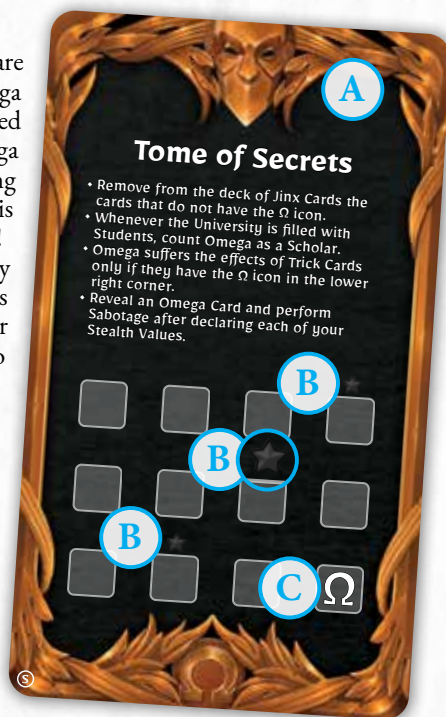 are
ga
ed
ga
ng
is
y
s
r
o
A
Tome of Secrets
• Remove from the deck of Jinx Cards the
cards that do not have the Ω icon.
• Whenever the University is filled with
Students, count Omega as a Scholar.
• Omega suffers the effects of Trick Cards
only if they have the Ω icon in the lower
right corner.
• Reveal an Omega Card and perform
Sabotage after declaring each of your
Stealth Values.
B
B
B
C
Ω
S